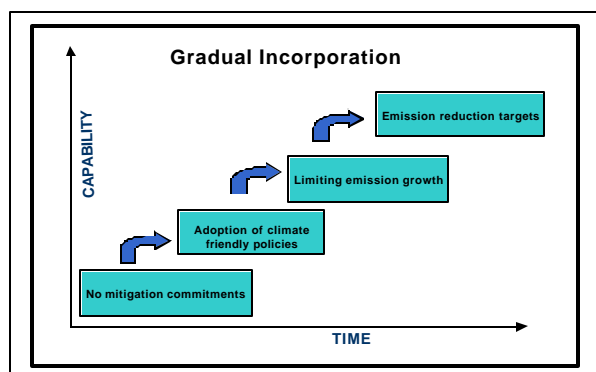 Gradual Incorporation
CAPABILITY
Emission reduction targets
Limiting emission growth
Adoption of climate
friendly policies
No mitigation commitments
TIME